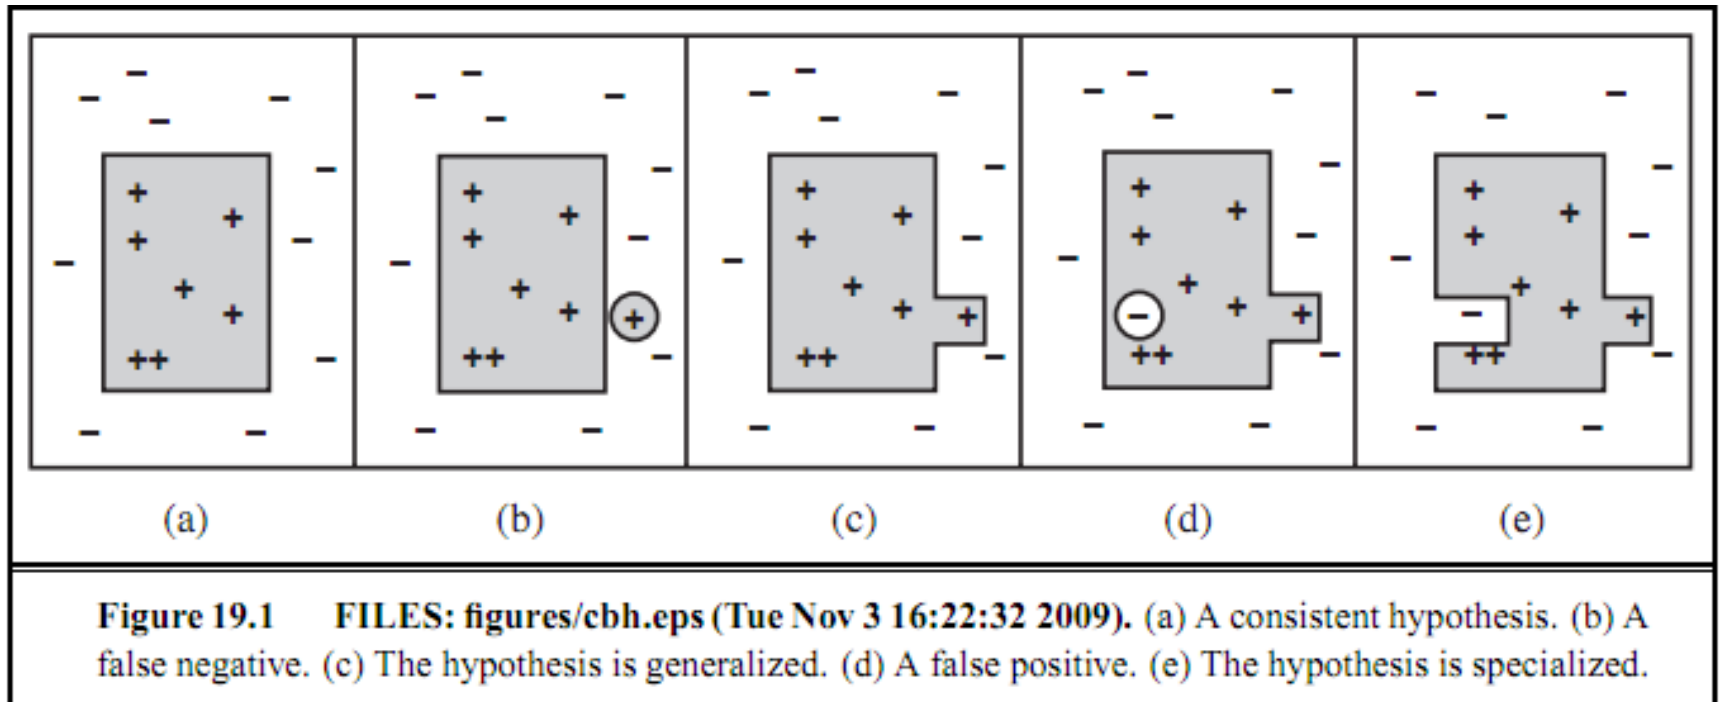 (a) (b) (c) (d) (e)
Figure 19.1 FILES: figures/cbh.eps (Tue Nov 3 16:22:32 2009). (a) A consistent hypothesis. (b) A
false negative. (c) The hypothesis is generalized. (d) A false positive. (e) The hypothesis is specialized.